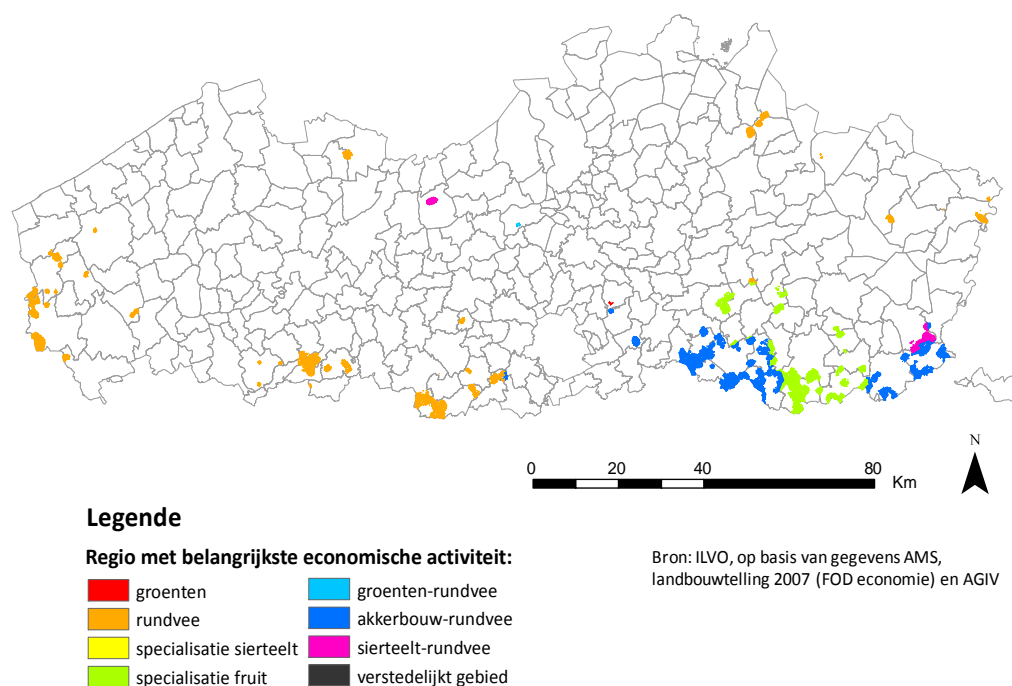 N
0 20 40 80
Km
Legende
Regio met belangrijkste economische activiteit:
groenten
rundvee
specialisatie sierteelt
specialisatie fruit
groenten-rundvee
akkerbouw-rundvee
sierteelt-rundvee
verstedelijkt gebied
Bron: ILVO, op basis van gegevens AMS,
landbouwtelling 2007 (FOD economie) en AGIV